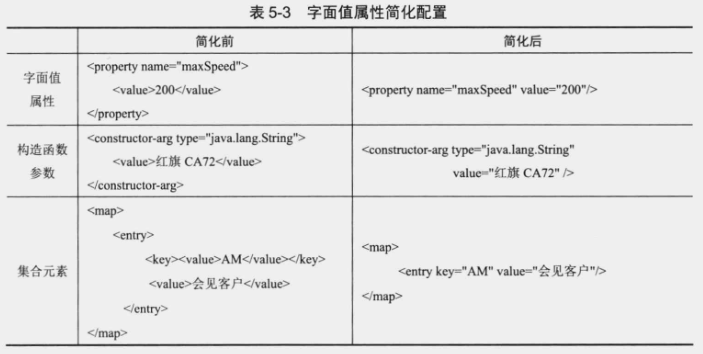 表 5-3 字面值属性简化配置
简化前
简化后
字面值
属性
<property name="maxSpeed">
<value>200</value>
</property>
<property name="maxSpeed" value="200"/>
构造函数
参数
<constructor-arg type="java.lang.String">
<value>红旗 CA72</value>
</constructor-arg>
<constructor-arg type="java.lang.String"
value="红旗 CA72" />
集合元素
<map>
<entry>
<key><value>AM</value></key>
<value>会见客户</value>
</entry>
</map>
<map>
<entry key="AM" value="会见客户"/>
</map>